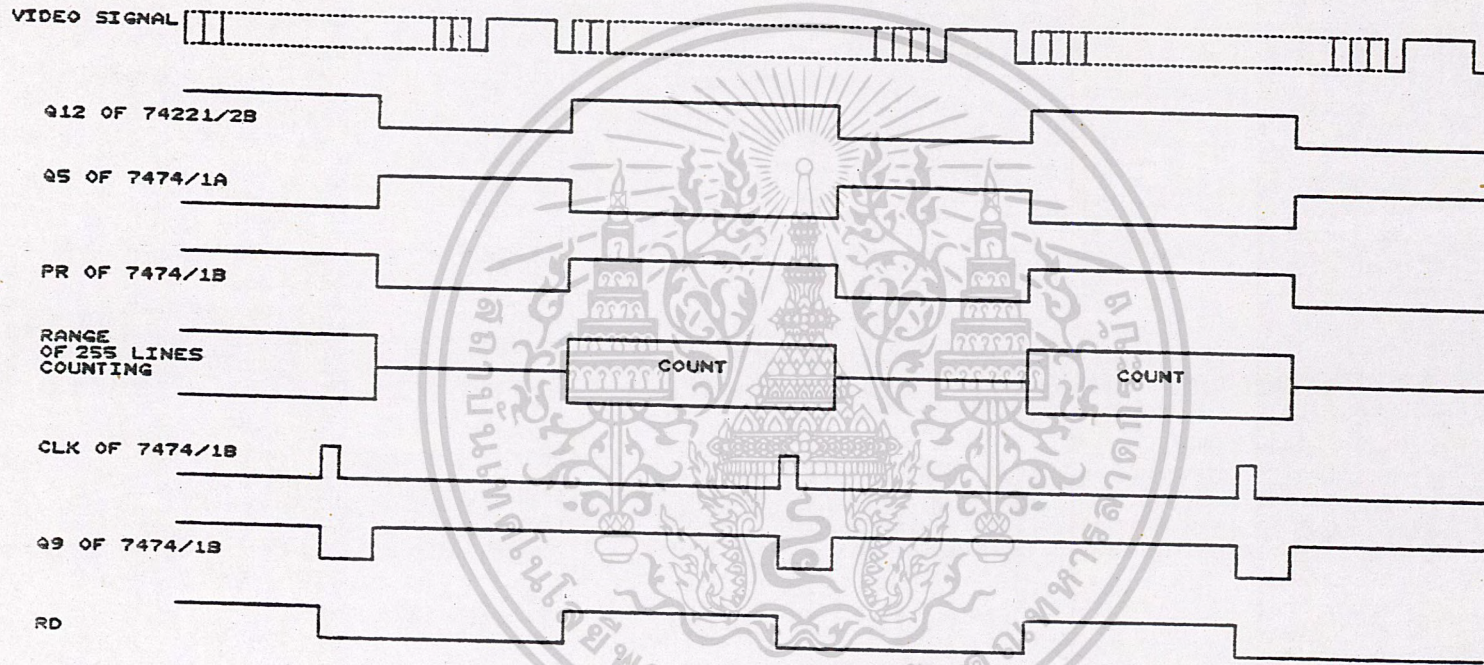 VIDEO SIGNAL
Q12 OF 74221/2B
Q5 OF 7474/1A
PR OF 7474/1B
RANGE
OF 255 LINES
COUNTING
COUNT
COUNT
CLK OF 7474/1B
Q9 OF 7474/1B
RD